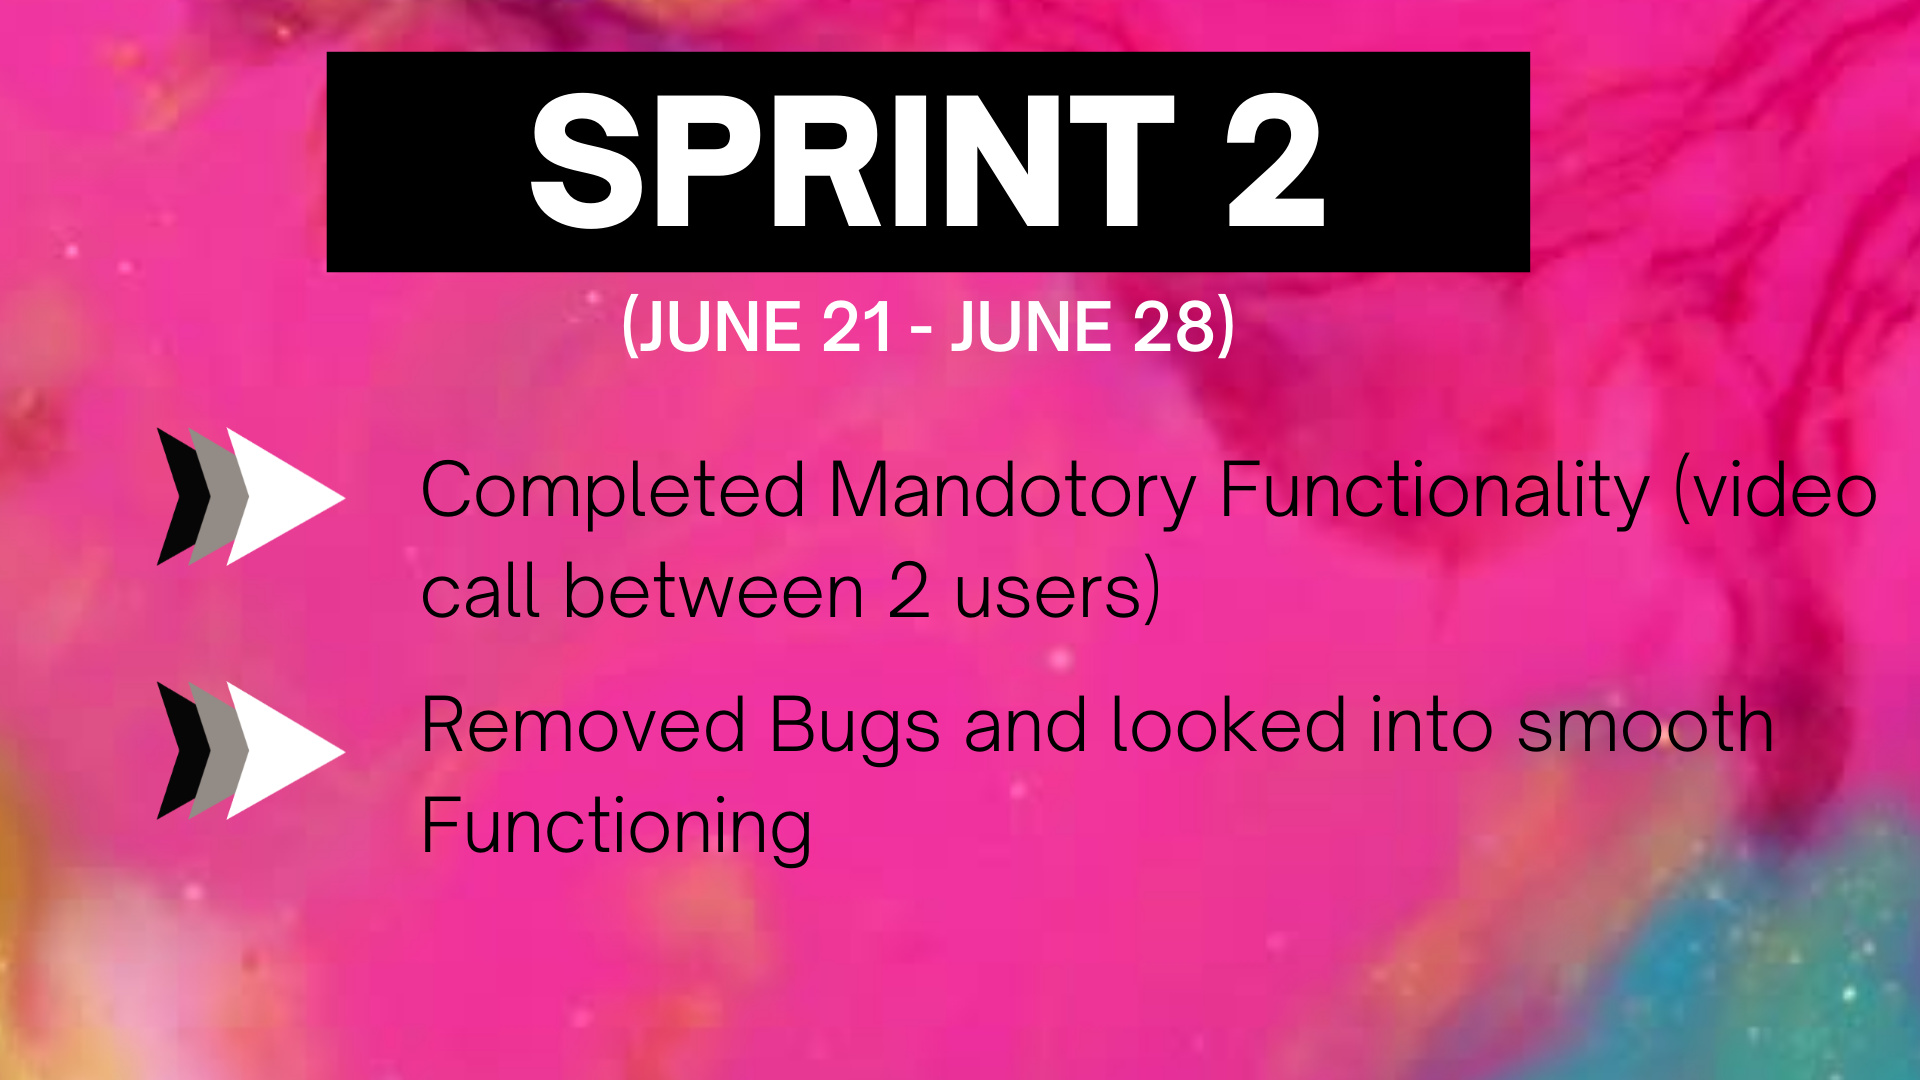 SPRINT 2
(JUNE 21 - JUNE 28)
Completed Mandotory Functionality (video
call between 2 users)
Removed Bugs and looked into smooth
Functioning